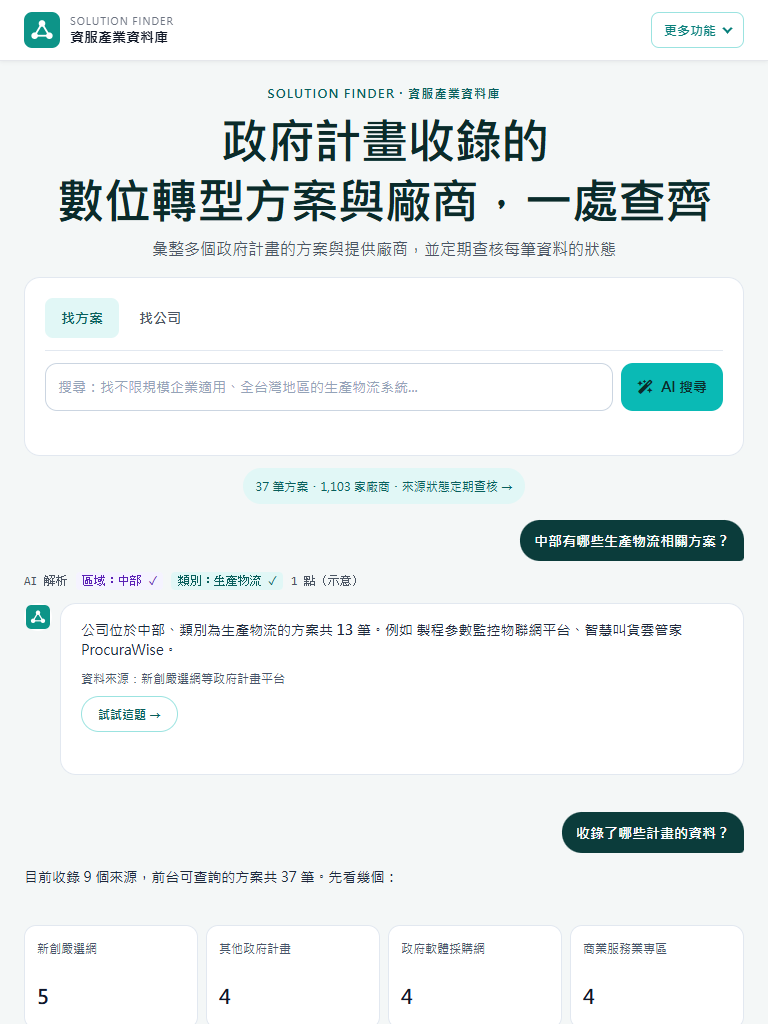 SOLUTION FINDER
資服產業資料庫
更多功能
SOLUTION FINDER · 資服產業資料庫
政府計畫收錄的
數位轉型方案與廠商，一處查齊
彙整多個政府計畫的方案與提供廠商，並定期查核每筆資料的狀態
找方案
找公司
搜尋：找不限規模企業適用、全台灣地區的生產物流系統...
AI 搜尋
37 筆方案 · 1,103 家廠商 · 來源狀態定期查核 →
中部有哪些生產物流相關方案？
AI 解析 區域：中部 ✓ 類別：生產物流 ✓ 1 點（示意）
公司位於中部、類別為生產物流的方案共 13 筆。例如 製程參數監控物聯網平台、智慧叫貨雲管家
ProcuraWise。
資料來源：新創嚴選網等政府計畫平台
試試這題 →
收錄了哪些計畫的資料？
目前收錄 9 個來源，前台可查詢的方案共 37 筆。先看幾個：
新創嚴選網
5
其他政府計畫
4
政府軟體採購網
4
商業服務業專區
4